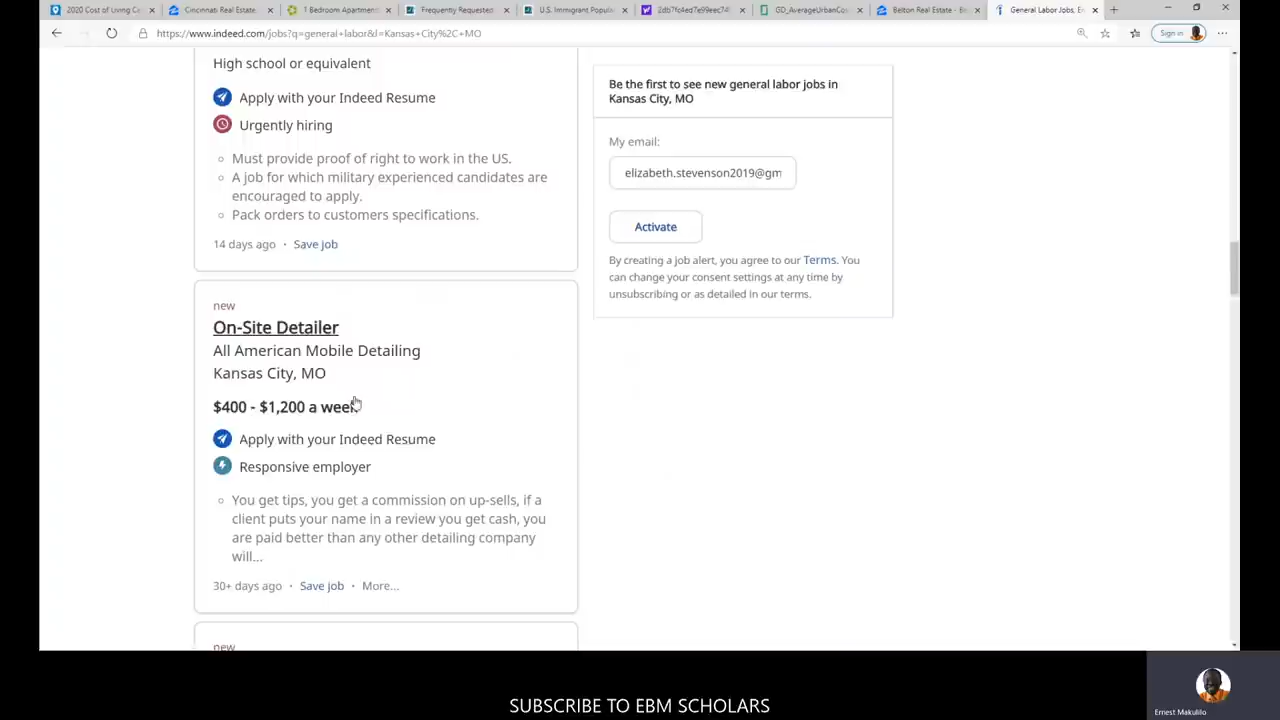 2020 Cost of Living Ca
Cincinnati Real Estate
1 Bedroom Apartment
Frequently Requested
U.S. Immigrant Popul
GD_AverageUrbanCos
Belton Real Estate - B
General Labor Jobs, E
https://www.indeed.com/jobs?q=general+labor&l=Kansas+City%2C+MO
Sign in
High school or equivalent
Apply with your Indeed Resume
Urgently hiring
Must provide proof of right to work in the US.
A job for which military experienced candidates are
encouraged to apply.
Pack orders to customers specifications.
14 days ago · Save job
Be the first to see new general labor jobs in
Kansas City, MO
My email:
elizabeth.stevenson2019@gm
Activate
By creating a job alert, you agree to our Terms. You
can change your consent settings at any time by
unsubscribing or as detailed in our terms.
new
On-Site Detailer
All American Mobile Detailing
Kansas City, MO
$400 - $1,200 a week
Apply with your Indeed Resume
Responsive employer
You get tips, you get a commission on up-sells, if a
client puts your name in a review you get cash, you
are paid better than any other detailing company
will...
30+ days ago · Save job · More...
new
SUBSCRIBE TO EBM SCHOLARS
Ernest Makulilo